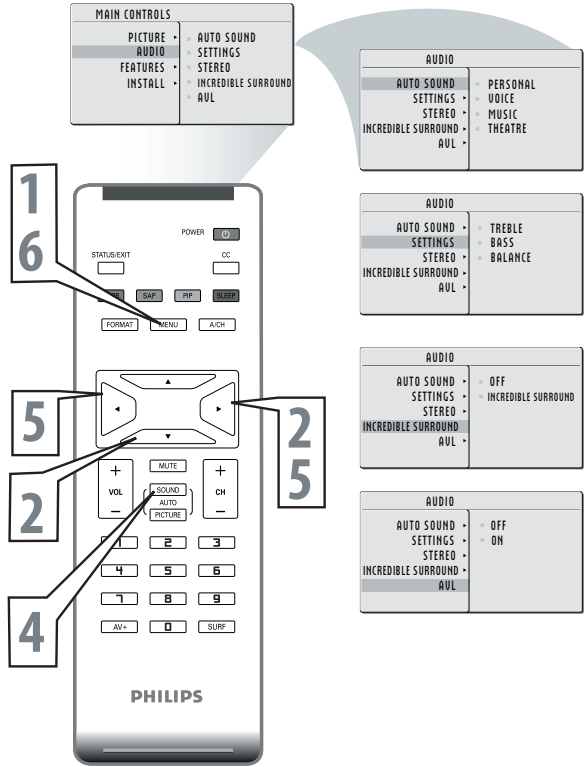 MAIN CONTROLS
PICTURE AUTO SOUND
AUDIO SETTINGS
FEATURES STEREO
INSTALL INCREDIBLE SURROUND
AVL
AUDIO
AUTO SOUND PERSONAL
SETTINGS VOICE
STEREO MUSIC
INCREDIBLE SURROUND THEATRE
AVL
AUDIO
AUTO SOUND TREBLE
SETTINGS BASS
STEREO BALANCE
INCREDIBLE SURROUND
AVL
AUDIO
AUTO SOUND OFF
SETTINGS INCREDIBLE SURROUND
STEREO
INCREDIBLE SURROUND
AVL
AUDIO
AUTO SOUND OFF
SETTINGS ON
STEREO
INCREDIBLE SURROUND
AVL
1
6
POWER
STATUS/EXIT CC
SAP PIP SLEEP
FORMAT MENU A/CH
5
2
5
2
MUTE
+ +
VOL SOUND CH
AUTO
– PICTURE –
1 2 3
4 5 6
7 8 9
AV+ 0 SURF
4
PHILIPS